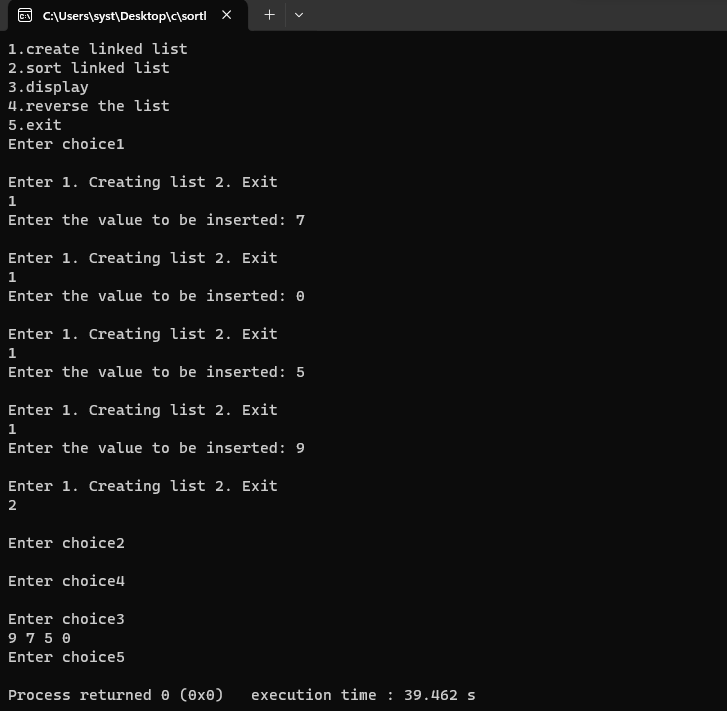 C:\Users\syst\Desktop\c\sortl
1.create linked list
2.sort linked list
3.display
4.reverse the list
5.exit
Enter choice1
Enter 1. Creating list 2. Exit
1
Enter the value to be inserted: 7
Enter 1. Creating list 2. Exit
1
Enter the value to be inserted: 0
Enter 1. Creating list 2. Exit
1
Enter the value to be inserted: 5
Enter 1. Creating list 2. Exit
1
Enter the value to be inserted: 9
Enter 1. Creating list 2. Exit
2
Enter choice2
Enter choice4
Enter choice3
9 7 5 0
Enter choice5
Process returned 0 (0x0)   execution time : 39.462 s